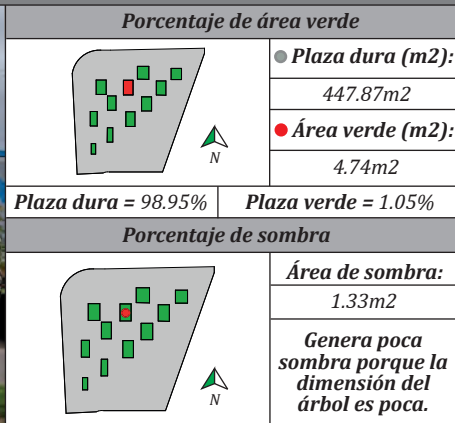 Porcentaje de área verde
Plaza dura (m2):
447.87m2
Área verde (m2):
4.74m2
N
Plaza dura = 98.95%
Plaza verde = 1.05%
Porcentaje de sombra
Área de sombra:
1.33m2
Genera poca
sombra porque la
dimensión del
árbol es poca.
N